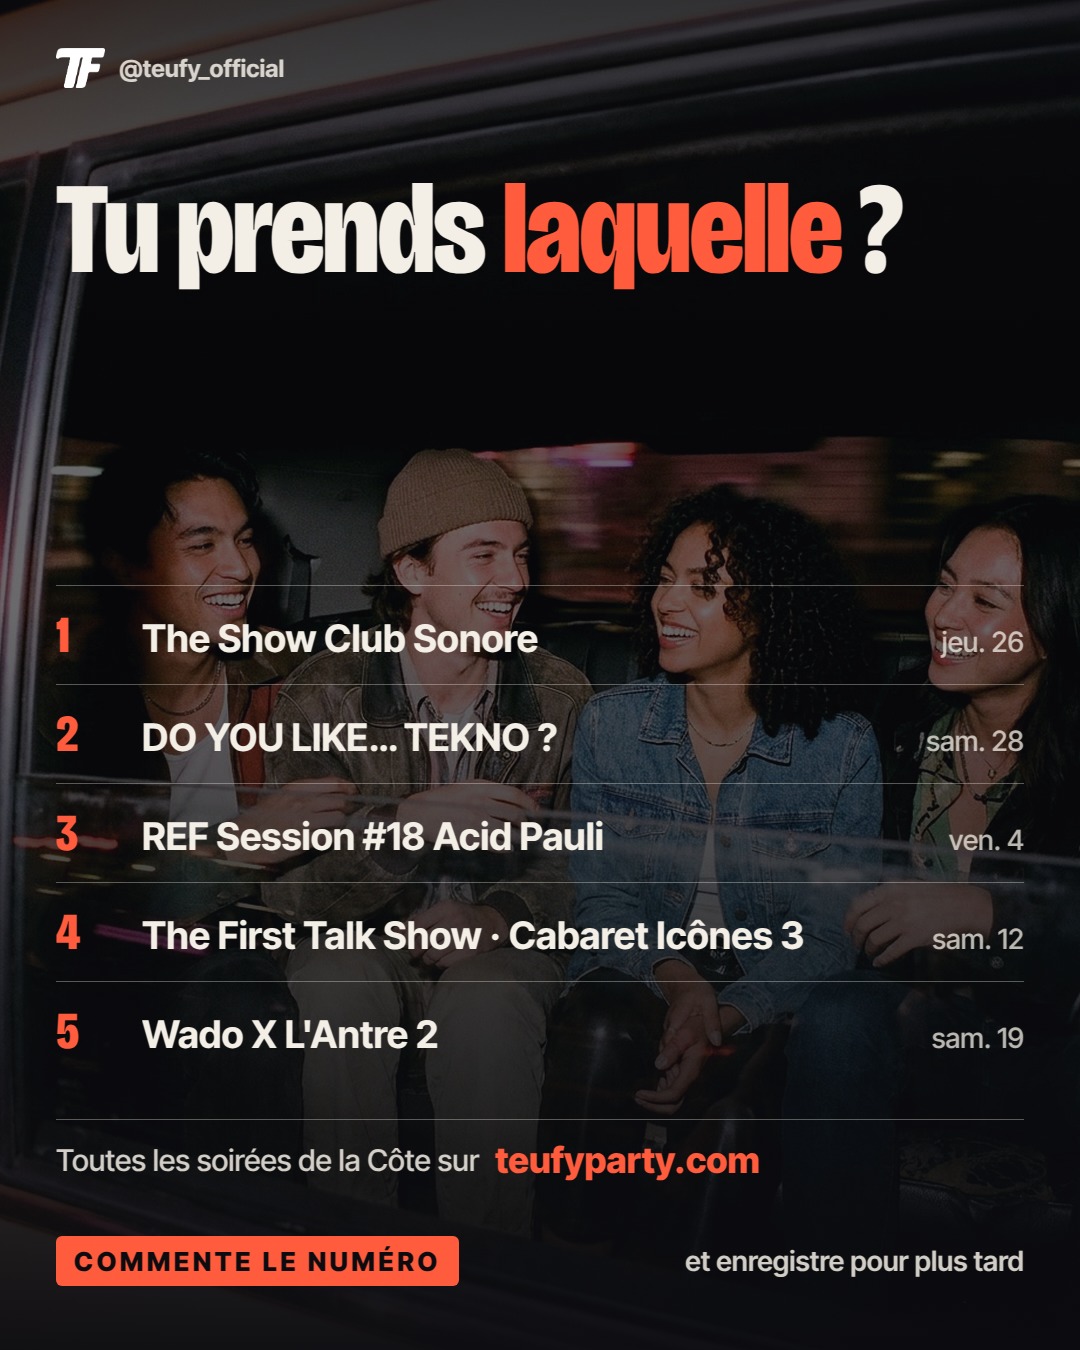 TF @teufy_official
Tu prends laquelle ?
1 The Show Club Sonore jeu. 26
2 DO YOU LIKE... TEKNO ? sam. 28
3 REF Session #18 Acid Pauli ven. 4
4 The First Talk Show · Cabaret Icônes 3 sam. 12
5 Wado X L'Antre 2 sam. 19
Toutes les soirées de la Côte sur teufyparty.com
COMMENTE LE NUMÉRO et enregistre pour plus tard